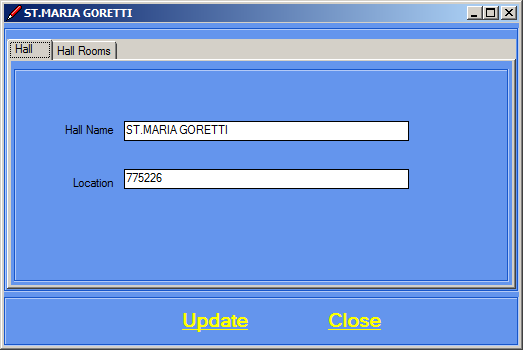 ST.MARIA GORETTI
Hall
Hall Rooms
Hall Name
ST.MARIA GORETTI
Location
775226
Update
Close